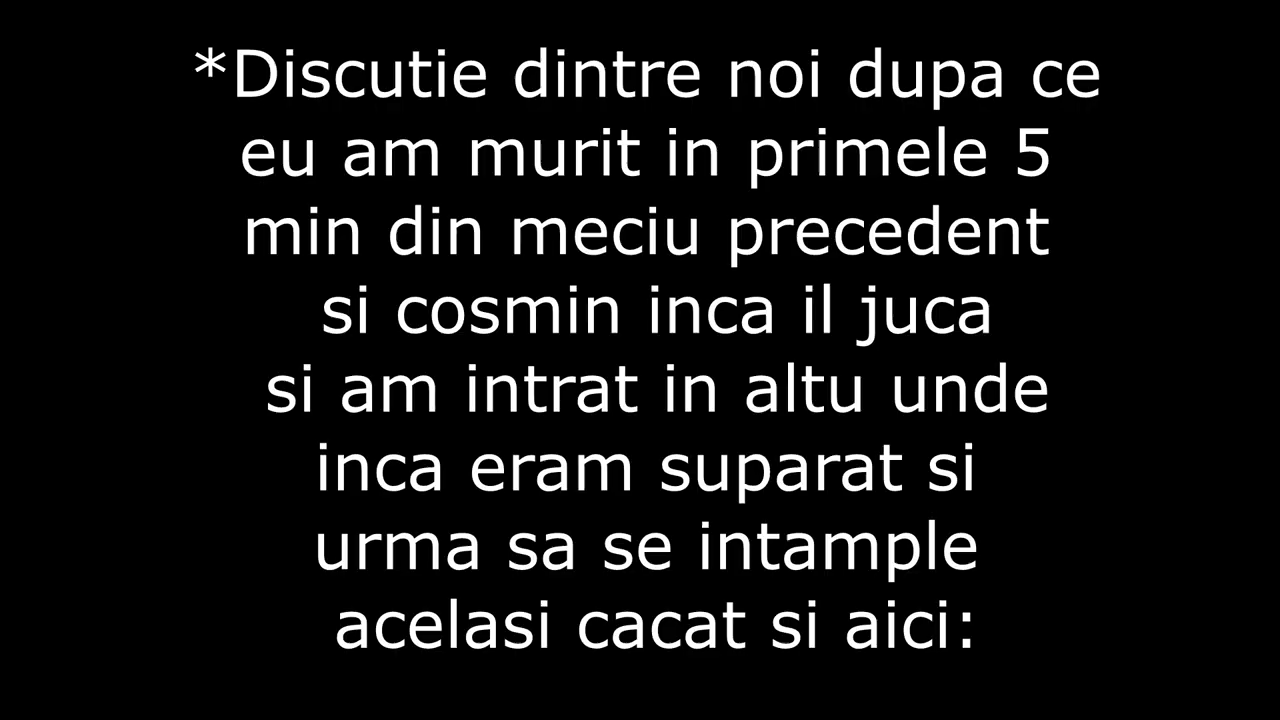 *Discutie dintre noi dupa ce
eu am murit in primele 5
min din meciu precedent
si cosmin inca il juca
si am intrat in altu unde
inca eram suparat si
urma sa se intample
acelasi cacat si aici: